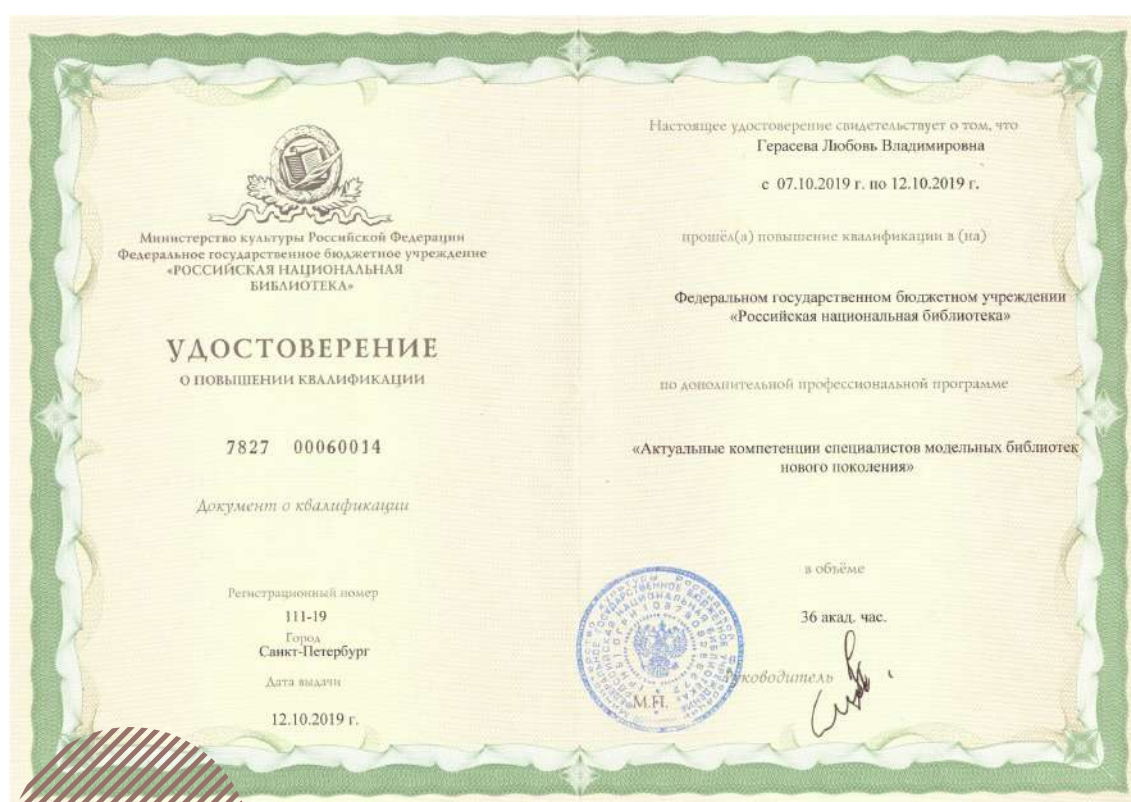 Министерство культуры Российской Федерации
Федеральное государственное бюджетное учреждение
«РОССИЙСКАЯ НАЦИОНАЛЬНАЯ
БИБЛИОТЕКА»
УДОСТОВЕРЕНИЕ
О ПОВЫШЕНИИ КВАЛИФИКАЦИИ
7827 00060014
Документ о квалификации
Регистрационный номер
111-19
Город
Санкт-Петербург
Дата выдачи
12.10.2019 г.
Настоящее удостоверение свидетельствует о том, что
Герасева Любовь Владимировна
с 07.10.2019 г. по 12.10.2019 г.
прошёл(а) повышение квалификации в (на)
Федеральном государственном бюджетном учреждении
«Российская национальная библиотека»
по дополнительной профессиональной программе
«Актуальные компетенции специалистов модельных библиотек
нового поколения»
в объёме
36 акад. час.
Руководитель
М.П.